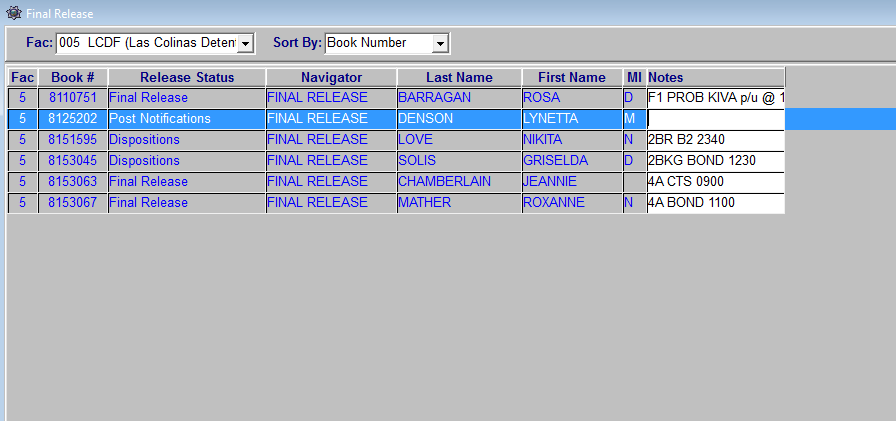 Final Release
Fac: 005 LCDF (Las Colinas Deten Sort By: Book Number
Fac Book # Release Status Navigator Last Name First Name MI Notes
5 8110751 Final Release FINAL RELEASE BARRAGAN ROSA D F1 PROB KIVA p/u @ 1
5 8125202 Post Notifications FINAL RELEASE DENSON LYNETTA M
5 8151595 Dispositions FINAL RELEASE LOVE NIKITA N 2BR B2 2340
5 8153045 Dispositions FINAL RELEASE SOLIS GRISELDA D 2BKG BOND 1230
5 8153063 Final Release FINAL RELEASE CHAMBERLAIN JEANNIE 4A CTS 0900
5 8153067 Final Release FINAL RELEASE MATHER ROXANNE N 4A BOND 1100